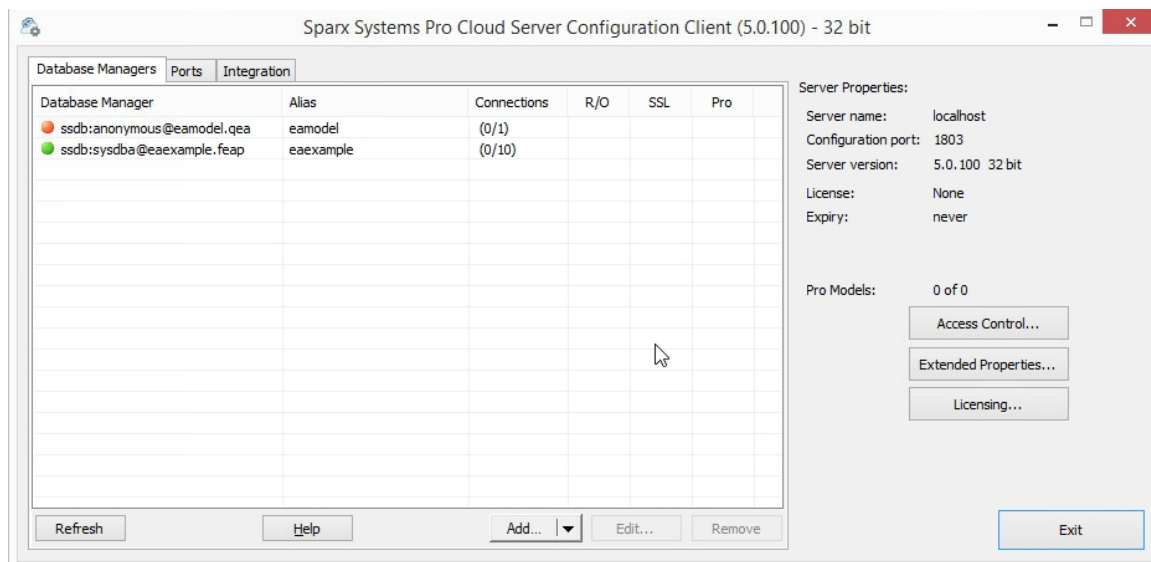 Sparx Systems Pro Cloud Server Configuration Client (5.0.100) - 32 bit
Database Managers Ports Integration
Database Manager Alias Connections R/O SSL Pro
ssdb:anonymous@eamodel.qea eamodel (0/1)
ssdb:sysdba@eaexample.feap eaexample (0/10)
Refresh Help Add... Edit... Remove
Server Properties:
Server name: localhost
Configuration port: 1803
Server version: 5.0.100 32 bit
License: None
Expiry: never
Pro Models: 0 of 0
Access Control...
Extended Properties...
Licensing...
Exit